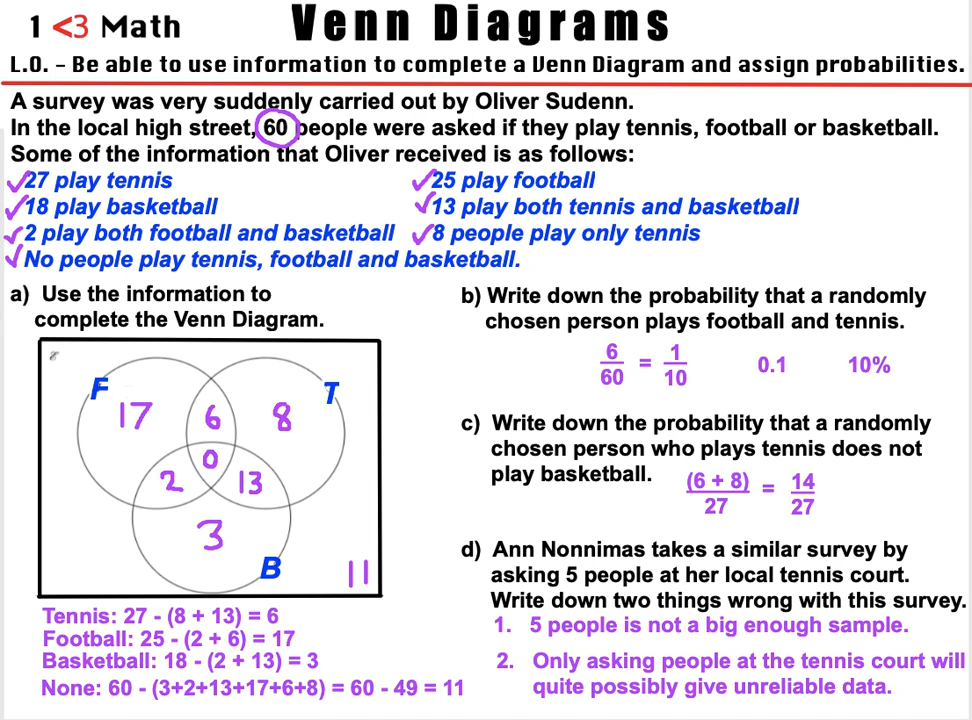 1 <3 Math
Venn Diagrams
L.O. - Be able to use information to complete a Venn Diagram and assign probabilities.
A survey was very suddenly carried out by Oliver Sudenn.
In the local high street, 60 people were asked if they play tennis, football or basketball.
Some of the information that Oliver received is as follows:
✓27 play tennis ✓25 play football
✓18 play basketball ✓13 play both tennis and basketball
✓2 play both football and basketball ✓8 people play only tennis
✓No people play tennis, football and basketball.
a) Use the information to
complete the Venn Diagram.
F
T
17 6 8
0
2 13
3
B
11
Tennis: 27 - (8 + 13) = 6
Football: 25 - (2 + 6) = 17
Basketball: 18 - (2 + 13) = 3
None: 60 - (3+2+13+17+6+8) = 60 - 49 = 11
b) Write down the probability that a randomly
chosen person plays football and tennis.
6/60 = 1/10 0.1 10%
c) Write down the probability that a randomly
chosen person who plays tennis does not
play basketball.
(6 + 8)/27 = 14/27
d) Ann Nonnimas takes a similar survey by
asking 5 people at her local tennis court.
Write down two things wrong with this survey.
1. 5 people is not a big enough sample.
2. Only asking people at the tennis court will
quite possibly give unreliable data.